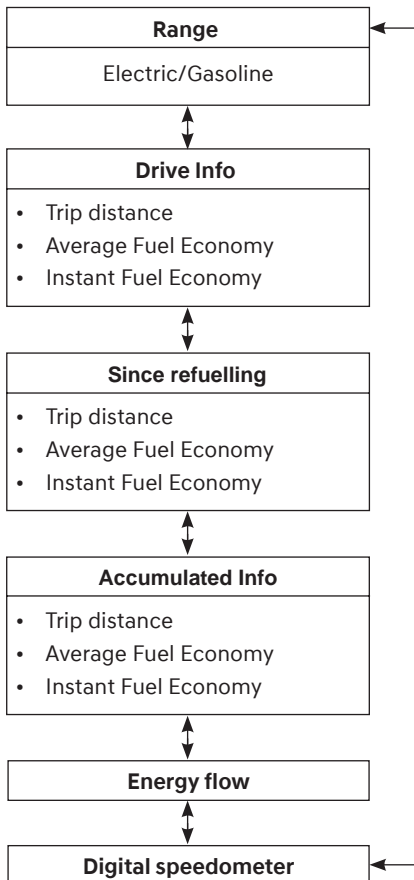 Range
Electric/Gasoline
Drive Info
• Trip distance
• Average Fuel Economy
• Instant Fuel Economy
Since refuelling
• Trip distance
• Average Fuel Economy
• Instant Fuel Economy
Accumulated Info
• Trip distance
• Average Fuel Economy
• Instant Fuel Economy
Energy flow
Digital speedometer